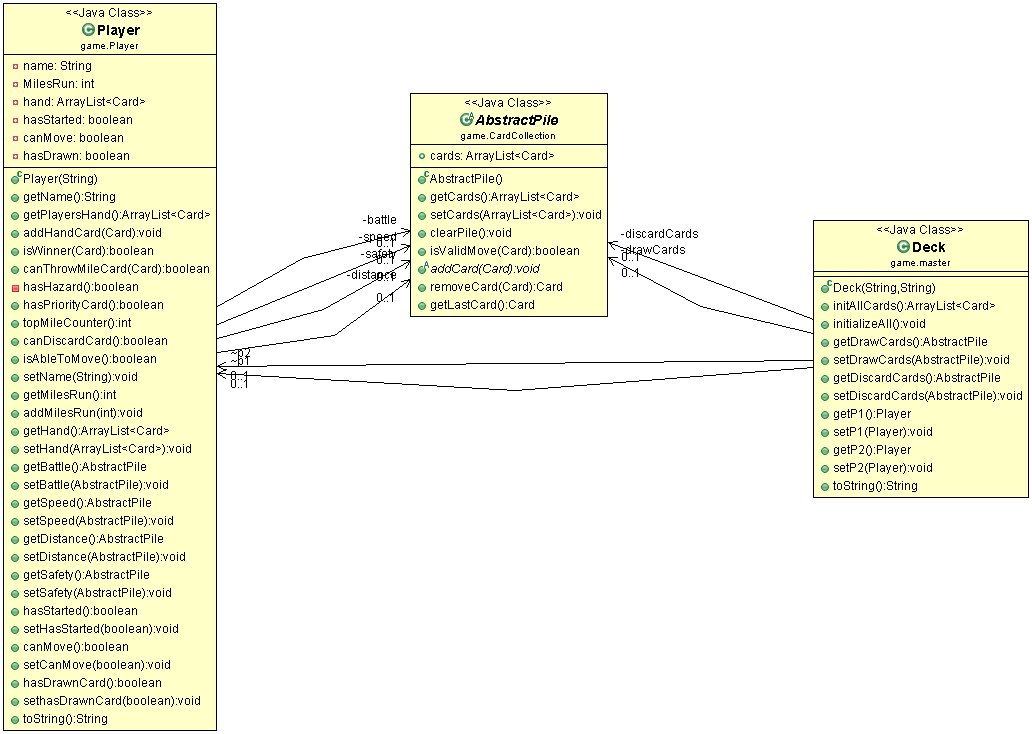 <<Java Class>>
Player
game.Player
name: String
MilesRun: int
hand: ArrayList<Card>
hasStarted: boolean
canMove: boolean
hasDrawn: boolean
Player(String)
getName():String
getPlayersHand():ArrayList<Card>
addHandCard(Card):void
isWinner(Card):boolean
canThrowMileCard(Card):boolean
hasHazard():boolean
hasPriorityCard():boolean
topMileCounter():int
canDiscardCard():boolean
isAbleToMove():boolean
setName(String):void
getMilesRun():int
addMilesRun(int):void
getHand():ArrayList<Card>
setHand(ArrayList<Card>):void
getBattle():AbstractPile
setBattle(AbstractPile):void
getSpeed():AbstractPile
setSpeed(AbstractPile):void
getDistance():AbstractPile
setDistance(AbstractPile):void
getSafety():AbstractPile
setSafety(AbstractPile):void
hasStarted():boolean
setHasStarted(boolean):void
canMove():boolean
setCanMove(boolean):void
hasDrawnCard():boolean
sethasDrawnCard(boolean):void
toString():String
-battle
-speed
0..1
-safety
0..1
-distance
0..1
0..1
<<Java Class>>
AbstractPile
game.CardCollection
cards: ArrayList<Card>
AbstractPile()
getCards():ArrayList<Card>
setCards(ArrayList<Card>):void
clearPile():void
isValidMove(Card):boolean
addCard(Card):void
removeCard(Card):Card
getLastCard():Card
-discardCards
-drawCards
0..1
0..1
~p2
~p1
0..1
0..1
<<Java Class>>
Deck
game.master
Deck(String,String)
initAllCards():ArrayList<Card>
initializeAll():void
getDrawCards():AbstractPile
setDrawCards(AbstractPile):void
getDiscardCards():AbstractPile
setDiscardCards(AbstractPile):void
getP1():Player
setP1(Player):void
getP2():Player
setP2(Player):void
toString():String